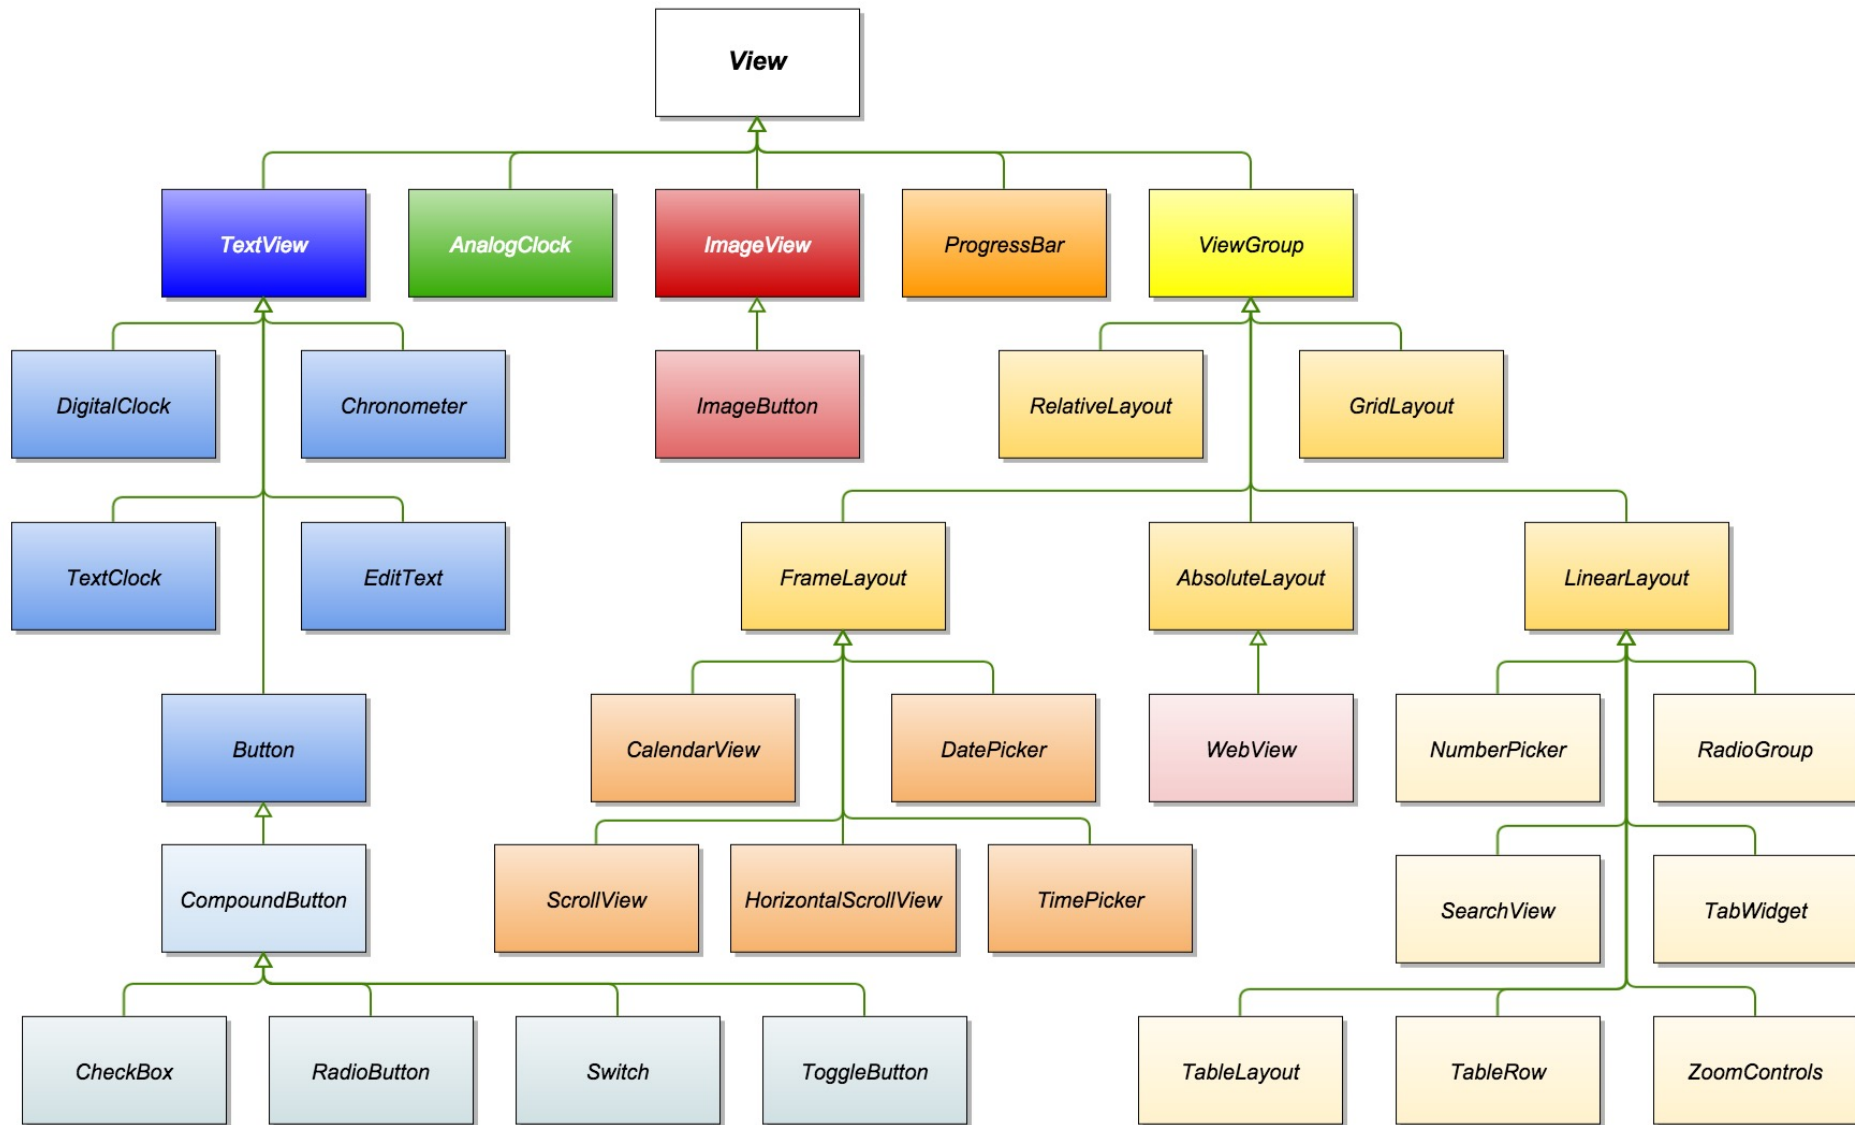 View
TextView
AnalogClock
ImageView
ProgressBar
ViewGroup
DigitalClock
Chronometer
ImageButton
RelativeLayout
GridLayout
TextClock
EditText
FrameLayout
AbsoluteLayout
LinearLayout
Button
CalendarView
DatePicker
WebView
NumberPicker
RadioGroup
CompoundButton
ScrollView
HorizontalScrollView
TimePicker
SearchView
TabWidget
CheckBox
RadioButton
Switch
ToggleButton
TableLayout
TableRow
ZoomControls